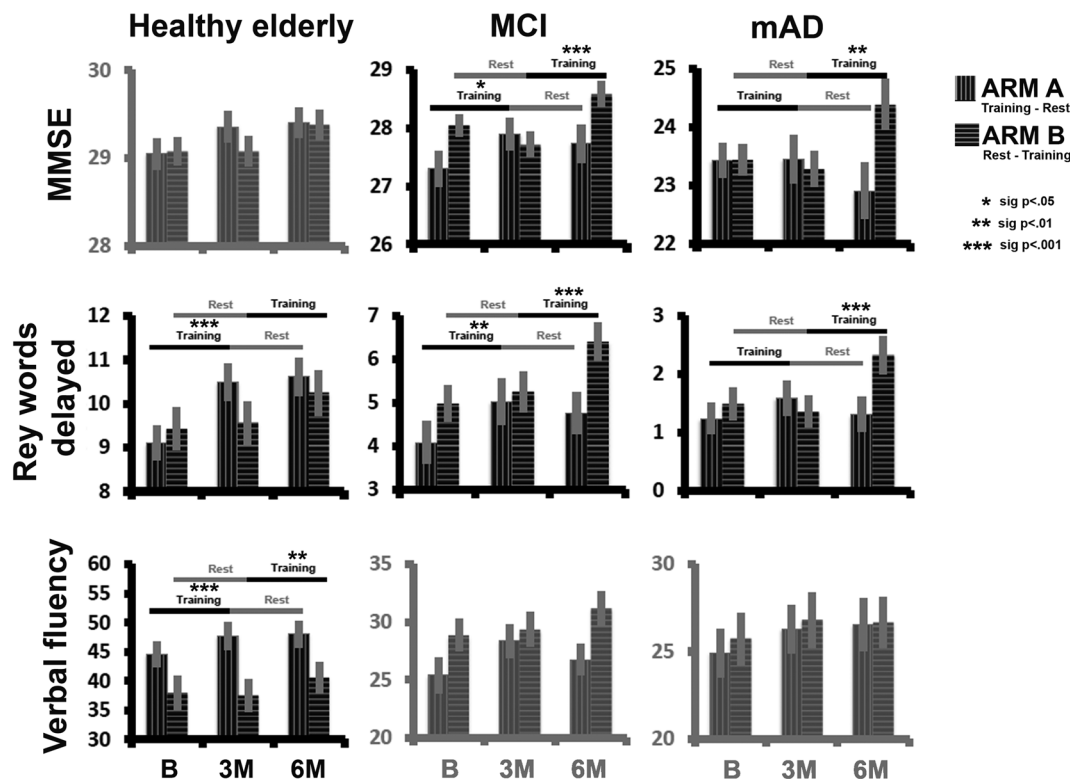 Healthy elderly MCI mAD
MMSE
30
29
28
29
28
27
26
Rest ***
Training
*
Training Rest
25
24
23
22
Rest **
Training
Training Rest
ARM A
Training - Rest
ARM B
Rest - Training
* sig p<.05
** sig p<.01
*** sig p<.001
Rey words
delayed
12
11
10
9
8
Rest Training
***
Training Rest
7
6
5
4
3
Rest ***
Training
**
Training Rest
3
2
1
0
Rest ***
Training
Training Rest
Verbal fluency
60
55
50
45
40
35
30
Rest **
Training
***
Training Rest
B 3M 6M
35
30
25
20
B 3M 6M
30
25
20
B 3M 6M